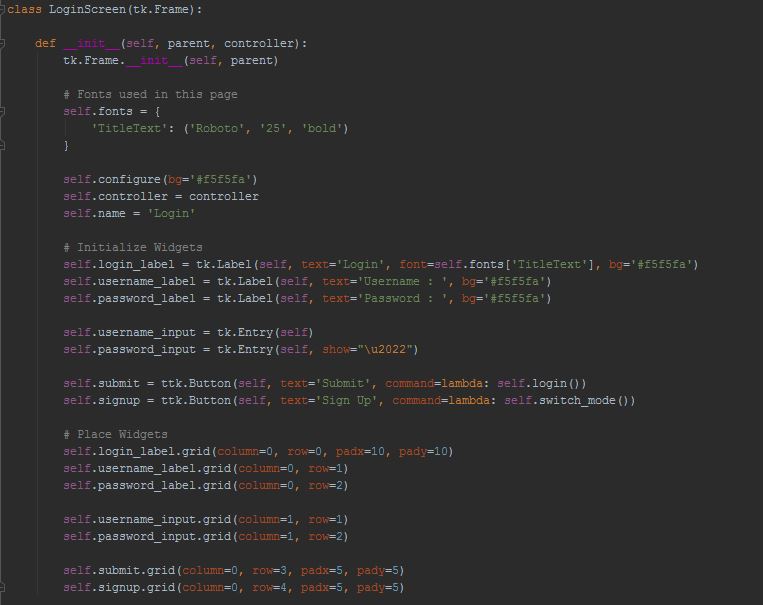 class LoginScreen(tk.Frame):
def __init__(self, parent, controller):
tk.Frame.__init__(self, parent)
# Fonts used in this page
self.fonts = {
'TitleText': ('Roboto', '25', 'bold')
}
self.configure(bg='#f5f5fa')
self.controller = controller
self.name = 'Login'
# Initialize Widgets
self.login_label = tk.Label(self, text='Login', font=self.fonts['TitleText'], bg='#f5f5fa')
self.username_label = tk.Label(self, text='Username : ', bg='#f5f5fa')
self.password_label = tk.Label(self, text='Password : ', bg='#f5f5fa')
self.username_input = tk.Entry(self)
self.password_input = tk.Entry(self, show="\u2022")
self.submit = ttk.Button(self, text='Submit', command=lambda: self.login())
self.signup = ttk.Button(self, text='Sign Up', command=lambda: self.switch_mode())
# Place Widgets
self.login_label.grid(column=0, row=0, padx=10, pady=10)
self.username_label.grid(column=0, row=1)
self.password_label.grid(column=0, row=2)
self.username_input.grid(column=1, row=1)
self.password_input.grid(column=1, row=2)
self.submit.grid(column=0, row=3, padx=5, pady=5)
self.signup.grid(column=0, row=4, padx=5, pady=5)